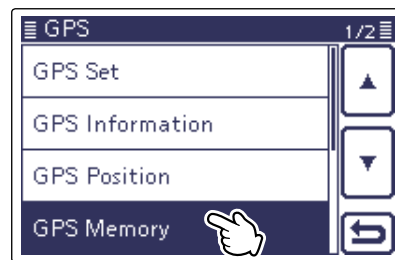 GPS
1/2
GPS Set
GPS Information
GPS Position
GPS Memory